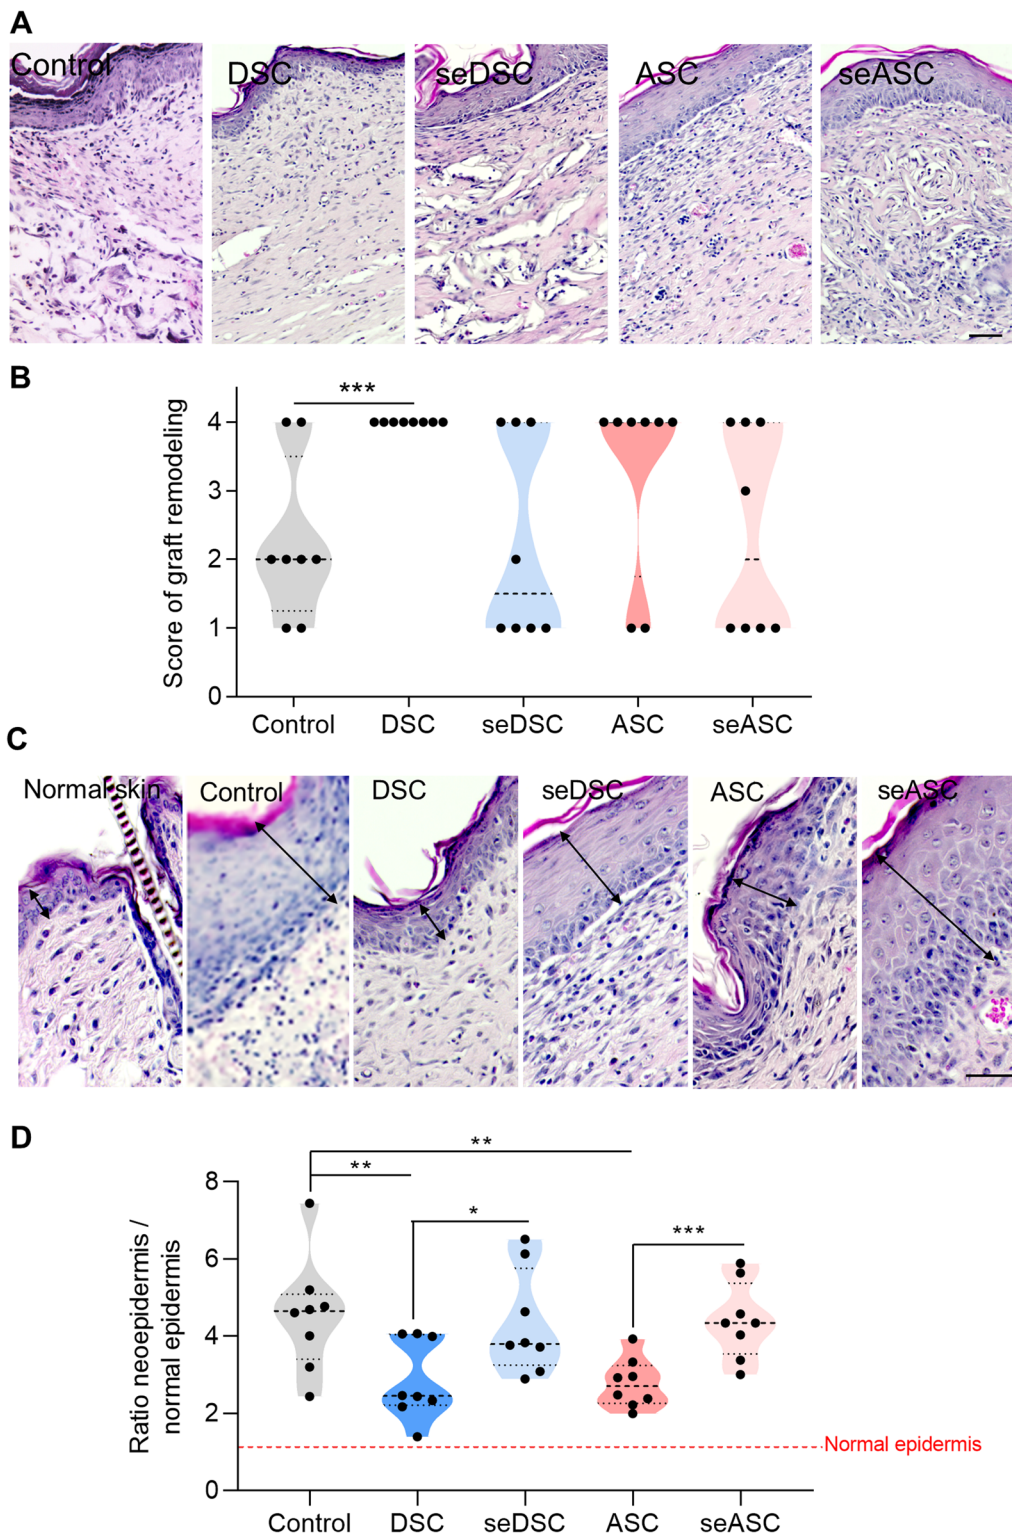 A
Control
DSC
seDSC
ASC
seASC
B
Score of graft remodeling
***
4
3
2
1
0
Control
DSC
seDSC
ASC
seASC
C
Normal skin
Control
DSC
seDSC
ASC
seASC
D
Ratio neoepidermis /
normal epidermis
**
**
*
***
8
6
4
2
0
Normal epidermis
Control
DSC
seDSC
ASC
seASC